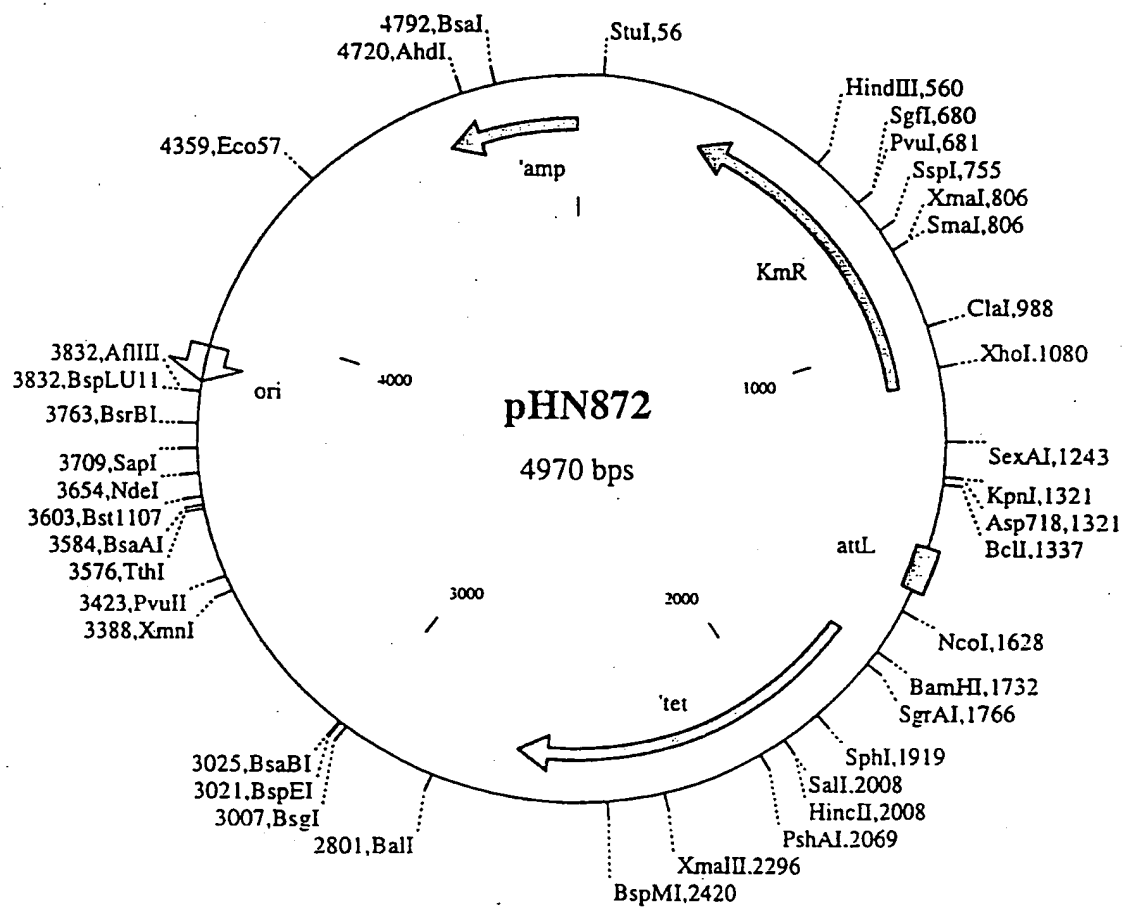 4792,BsaI
4720,AhdI
StuI,56
HindIII,560
SgfI,680
PvuI,681
SspI,755
XmaI,806
SmaI,806
4359,Eco57
'amp
KmR
ClaI,988
XhoI.1080
3832,AflIII
3832,BspLU11
ori
4000
1000
pHN872
4970 bps
3763,BsrBI
3709,SapI
3654,NdeI
3603,Bst1107
3584,BsaAI
3576,TthI
3423,PvuII
3388,XmnI
SexAI,1243
KpnI,1321
Asp718,1321
BclI,1337
attL
3000
2000
NcoI,1628
BamHI,1732
SgrAI,1766
'tet
SphI,1919
SalI.2008
HincII,2008
PshAI.2069
3025,BsaBI
3021,BspEI
3007,BsgI
2801,BalI
XmaIII.2296
BspMI,2420